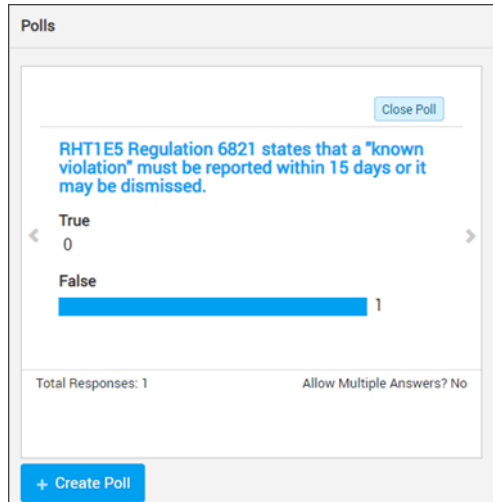 Polls
Close Poll
RHT1E5 Regulation 6821 states that a "known
violation" must be reported within 15 days or it
may be dismissed.
True
0
False
1
Total Responses: 1 Allow Multiple Answers? No
+ Create Poll